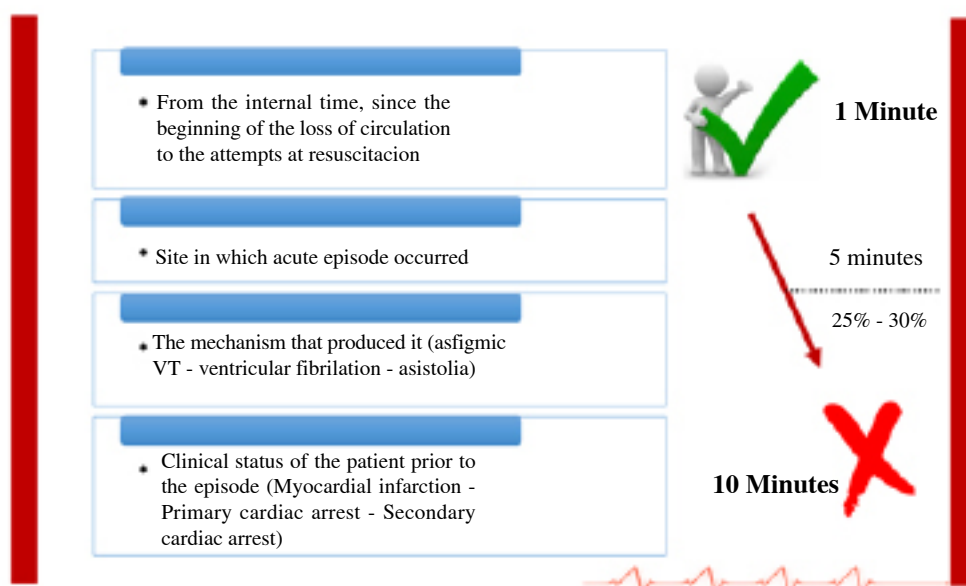 • From the internal time, since the
beginning of the loss of circulation
to the attempts at resuscitacion
• Site in which acute episode occurred
• The mechanism that produced it (asfigmic
VT - ventricular fibrilation - asistolia)
• Clinical status of the patient prior to
the episode (Myocardial infarction -
Primary cardiac arrest - Secondary
cardiac arrest)
1 Minute
5 minutes
25% - 30%
10 Minutes